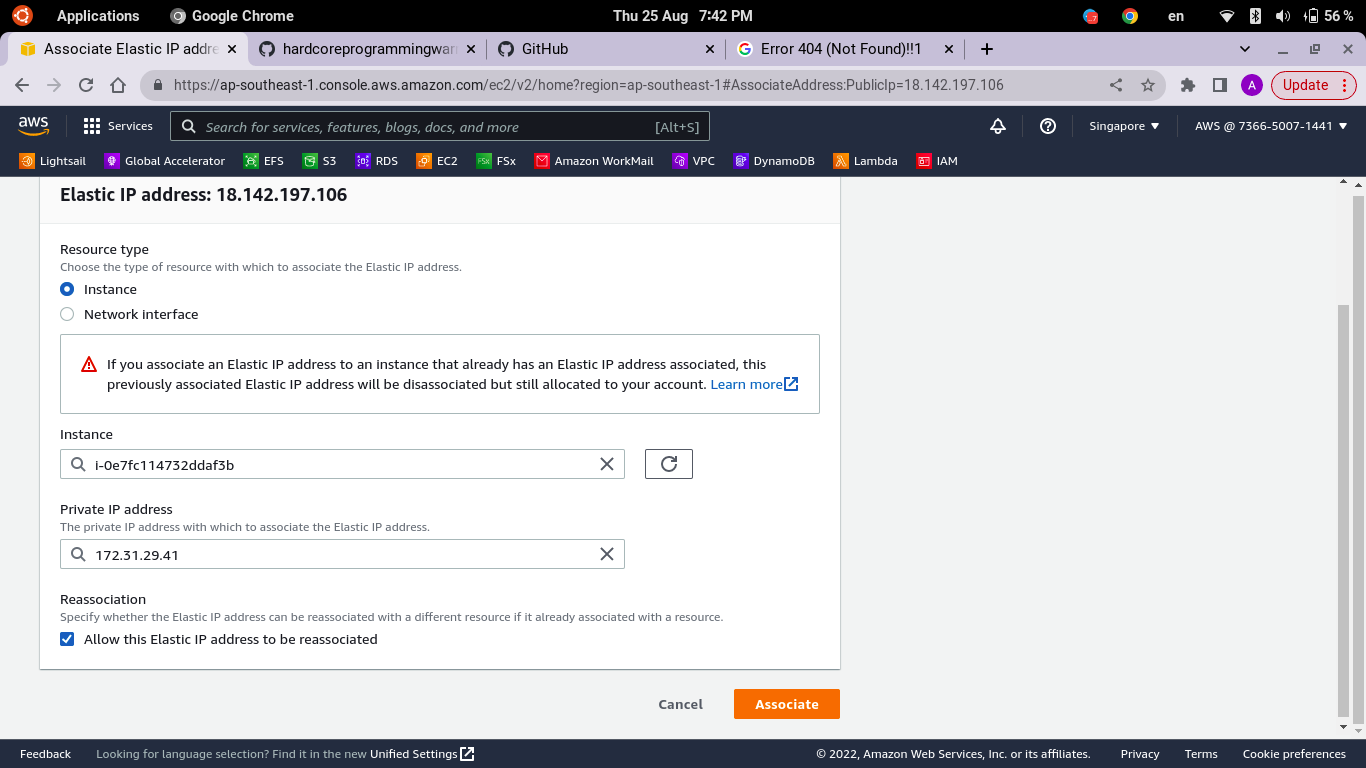 Applications
Google Chrome
Thu 25 Aug 7:42 PM
en
56 %
Associate Elastic IP addre
hardcoreprogrammingwar
GitHub
Error 404 (Not Found)!!1
https://ap-southeast-1.console.aws.amazon.com/ec2/v2/home?region=ap-southeast-1#AssociateAddress:PublicIp=18.142.197.106
A
Update
aws
Services
Search for services, features, blogs, docs, and more
[Alt+S]
Singapore
AWS @ 7366-5007-1441
Lightsail
Global Accelerator
EFS
S3
RDS
EC2
FSx
Amazon WorkMail
VPC
DynamoDB
Lambda
IAM
Elastic IP address: 18.142.197.106
Resource type
Choose the type of resource with which to associate the Elastic IP address.
Instance
Network interface
If you associate an Elastic IP address to an instance that already has an Elastic IP address associated, this
previously associated Elastic IP address will be disassociated but still allocated to your account. Learn more
Instance
i-0e7fc114732ddaf3b
Private IP address
The private IP address with which to associate the Elastic IP address.
172.31.29.41
Reassociation
Specify whether the Elastic IP address can be reassociated with a different resource if it already associated with a resource.
Allow this Elastic IP address to be reassociated
Cancel
Associate
Feedback
Looking for language selection? Find it in the new Unified Settings
© 2022, Amazon Web Services, Inc. or its affiliates.
Privacy
Terms
Cookie preferences